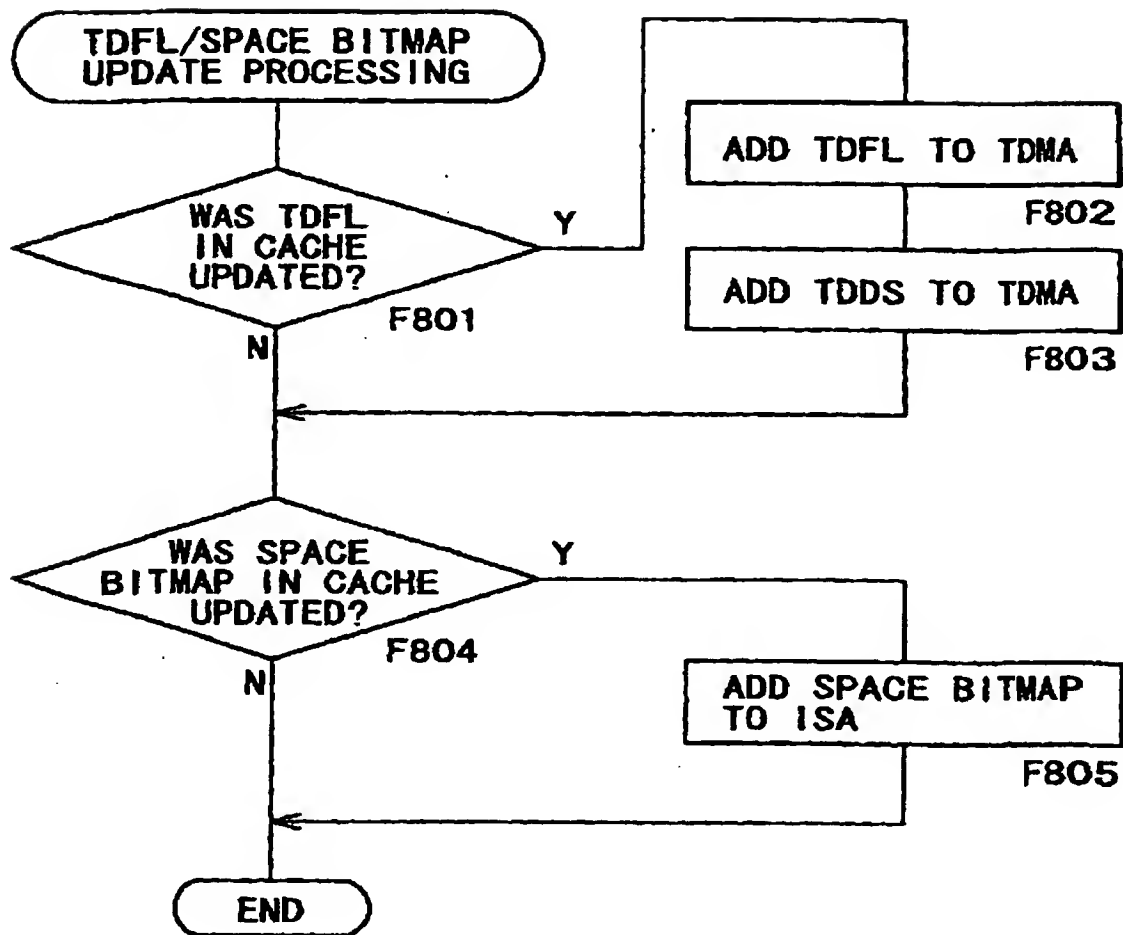 TDFL/SPACE BITMAP
UPDATE PROCESSING
WAS TDFL
IN CACHE
UPDATED?
Y
F801
N
ADD TDFL TO TDMA
F802
ADD TDDS TO TDMA
F803
WAS SPACE
BITMAP IN CACHE
UPDATED?
Y
F804
N
ADD SPACE BITMAP
TO ISA
F805
END